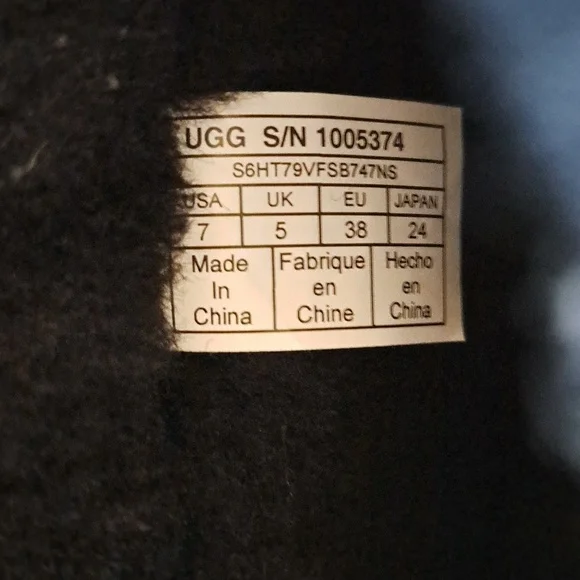 UGG S/N 1005374
S6HT79VFSB747NS
USA UK EU JAPAN
7 5 38 24
Made In China
Fabrique en Chine
Hecho en China